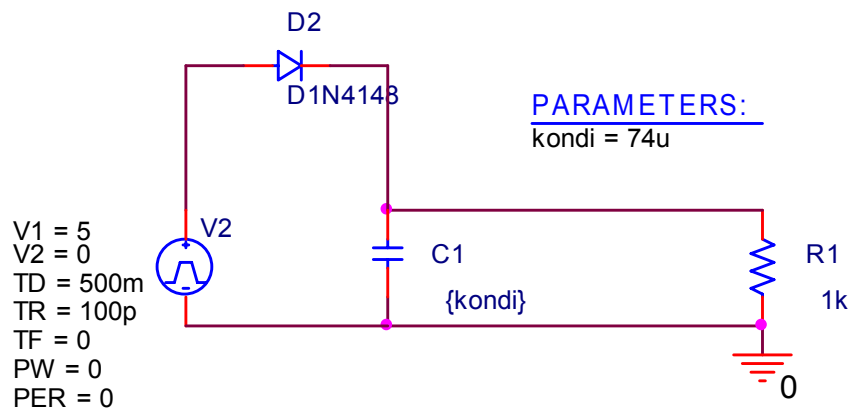 D2
D1N4148
PARAMETERS:
kondi = 74u
V1 = 5
V2 = 0
TD = 500m
TR = 100p
TF = 0
PW = 0
PER = 0
V2
C1
{kondi}
R1
1k
0